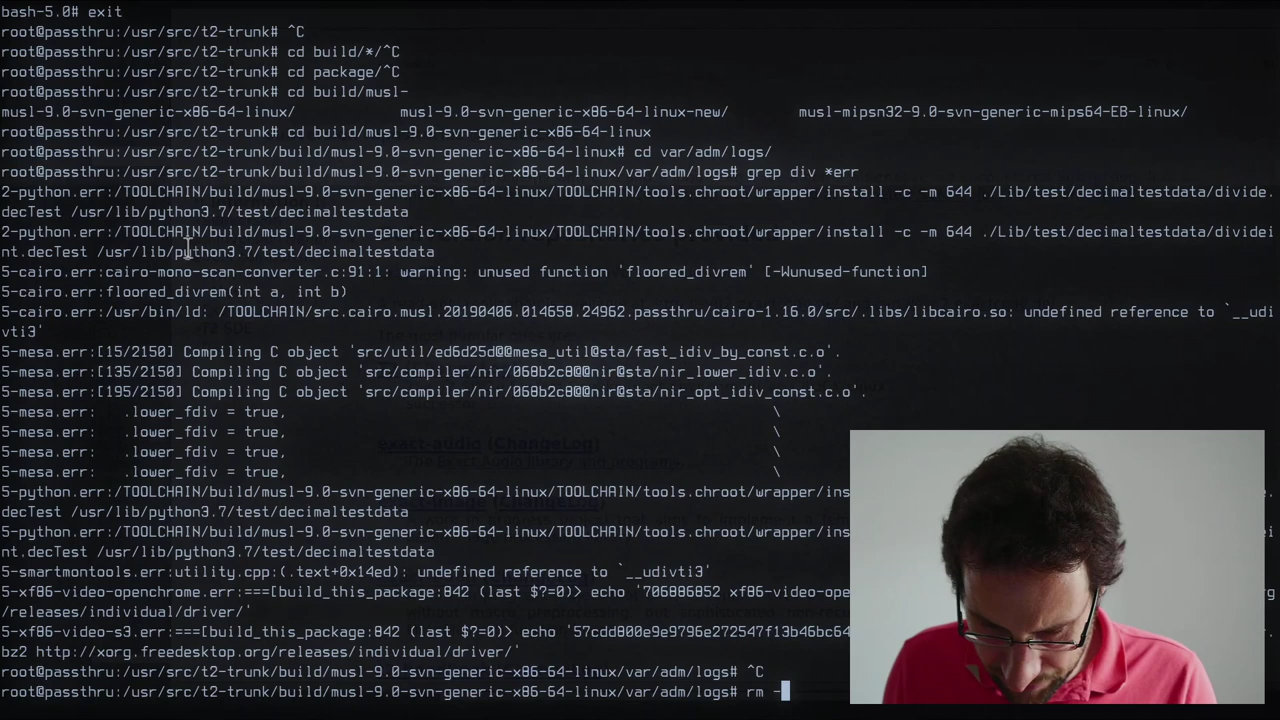 bash-5.0# exit
root@passthru:/usr/src/t2-trunk# ^C
root@passthru:/usr/src/t2-trunk# cd build/*/^C
root@passthru:/usr/src/t2-trunk# cd package/^C
root@passthru:/usr/src/t2-trunk# cd build/musl-
musl-9.0-svn-generic-x86-64-linux/ musl-9.0-svn-generic-x86-64-linux-new/ musl-mipsn32-9.0-svn-generic-mips64-EB-linux/
root@passthru:/usr/src/t2-trunk# cd build/musl-9.0-svn-generic-x86-64-linux
root@passthru:/usr/src/t2-trunk/build/musl-9.0-svn-generic-x86-64-linux# cd var/adm/logs/
root@passthru:/usr/src/t2-trunk/build/musl-9.0-svn-generic-x86-64-linux/var/adm/logs# grep div *err
2-python.err:/TOOLCHAIN/build/musl-9.0-svn-generic-x86-64-linux/TOOLCHAIN/tools.chroot/wrapper/install -c -m 644 ./Lib/test/decimaltestdata/divide.
decTest /usr/lib/python3.7/test/decimaltestdata
2-python.err:/TOOLCHAIN/build/musl-9.0-svn-generic-x86-64-linux/TOOLCHAIN/tools.chroot/wrapper/install -c -m 644 ./Lib/test/decimaltestdata/dividei
nt.decTest /usr/lib/python3.7/test/decimaltestdata
5-cairo.err:cairo-mono-scan-converter.c:91:1: warning: unused function 'floored_divrem' [-Wunused-function]
5-cairo.err:floored_divrem(int a, int b)
5-cairo.err:/usr/bin/ld: /TOOLCHAIN/src.cairo.musl.20190406.014658.24962.passthru/cairo-1.16.0/src/.libs/libcairo.so: undefined reference to `__udi
vti3'
5-mesa.err:[15/2150] Compiling C object 'src/util/ed6d25d@@mesa_util@sta/fast_idiv_by_const.c.o'.
5-mesa.err:[135/2150] Compiling C object 'src/compiler/nir/068b2c8@@nir@sta/nir_lower_idiv.c.o'.
5-mesa.err:[195/2150] Compiling C object 'src/compiler/nir/068b2c8@@nir@sta/nir_opt_idiv_const.c.o'.
5-mesa.err: .lower_fdiv = true, \
5-mesa.err: .lower_fdiv = true, \
5-mesa.err: .lower_fdiv = true, \
5-mesa.err: .lower_fdiv = true, \
5-python.err:/TOOLCHAIN/build/musl-9.0-svn-generic-x86-64-linux/TOOLCHAIN/tools.chroot/wrapper/ins
decTest /usr/lib/python3.7/test/decimaltestdata
5-python.err:/TOOLCHAIN/build/musl-9.0-svn-generic-x86-64-linux/TOOLCHAIN/tools.chroot/wrapper/ins
nt.decTest /usr/lib/python3.7/test/decimaltestdata
5-smartmontools.err:utility.cpp:(.text+0x14ed): undefined reference to `__udivti3'
5-xf86-video-openchrome.err:===[build_this_package:842 (last $?=0)> echo '706886852 xf86-video-ope org
/releases/individual/driver/'
5-xf86-video-s3.err:===[build_this_package:842 (last $?=0)> echo '57cdd800e9e9796e272547f13b46bc64
bz2 http://xorg.freedesktop.org/releases/individual/driver/'
root@passthru:/usr/src/t2-trunk/build/musl-9.0-svn-generic-x86-64-linux/var/adm/logs# ^C
root@passthru:/usr/src/t2-trunk/build/musl-9.0-svn-generic-x86-64-linux/var/adm/logs# rm -
exact-audio (ChangeLog)
The Exact Audio library and programs